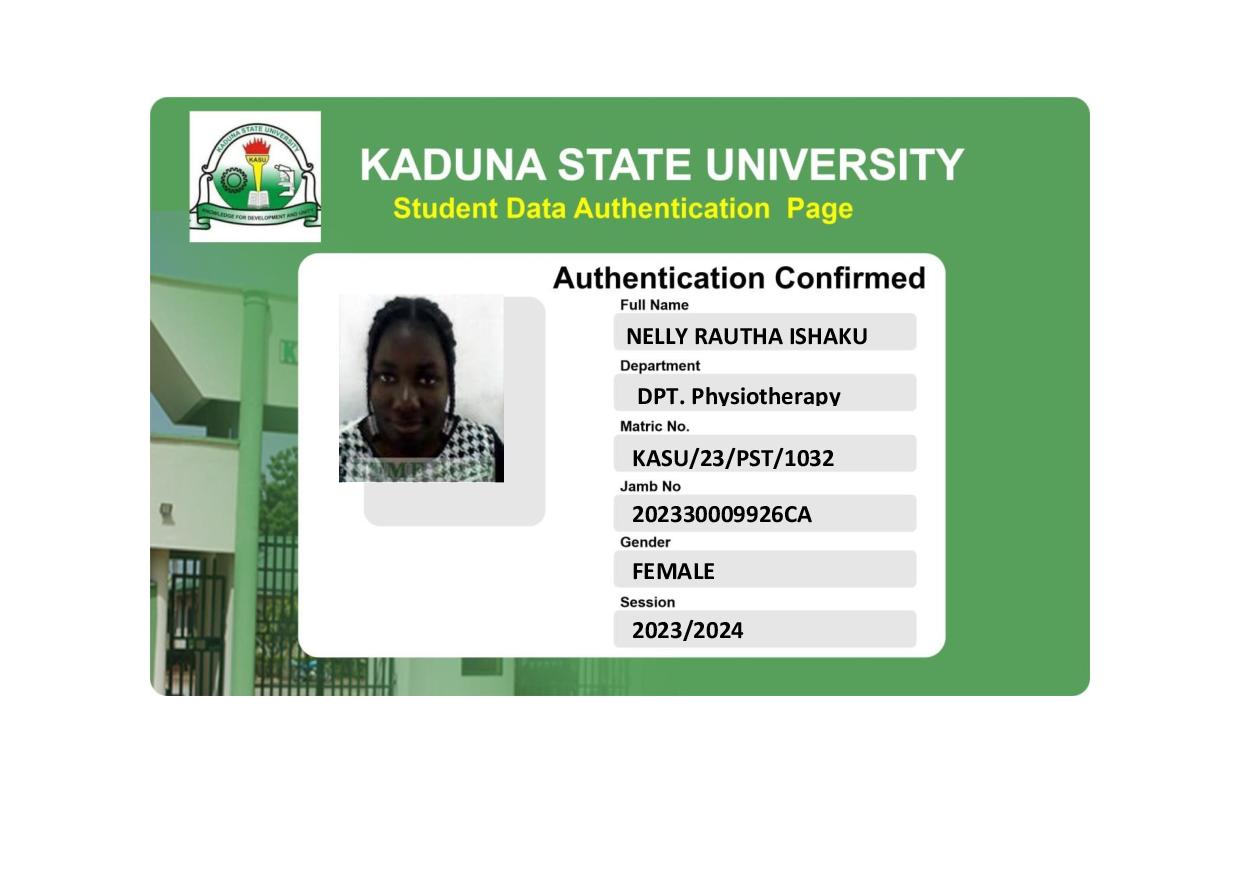 KADUNA STATE UNIVERSITY
KASU
KNOWLEDGE FOR DEVELOPMENT AND UNITY
KADUNA STATE UNIVERSITY
Student Data Authentication Page
Authentication Confirmed
Full Name
NELLY RAUTHA ISHAKU
Department
DPT. Physiotherapy
Matric No.
KASU/23/PST/1032
Jamb No
202330009926CA
Gender
FEMALE
Session
2023/2024